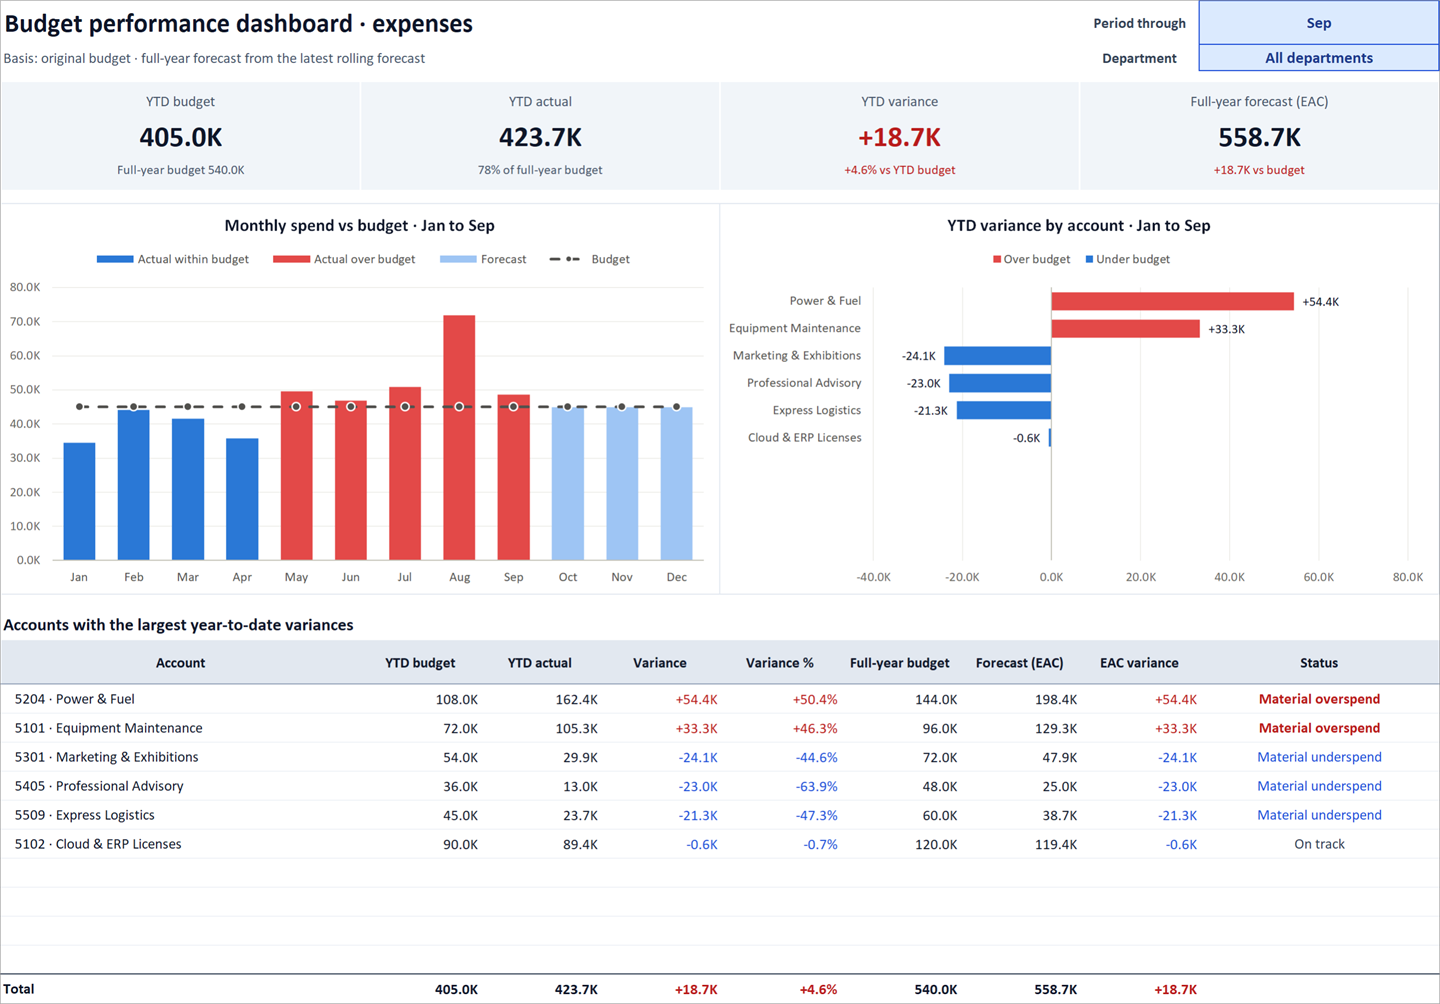 Budget performance dashboard · expenses
Period through Sep
Basis: original budget · full-year forecast from the latest rolling forecast
Department All departments
YTD budget
405.0K
Full-year budget 540.0K
YTD actual
423.7K
78% of full-year budget
YTD variance
+18.7K
+4.6% vs YTD budget
Full-year forecast (EAC)
558.7K
+18.7K vs budget
Monthly spend vs budget · Jan to Sep
Actual within budget Actual over budget Forecast Budget
80.0K
70.0K
60.0K
50.0K
40.0K
30.0K
20.0K
10.0K
0.0K
Jan Feb Mar Apr May Jun Jul Aug Sep Oct Nov Dec
YTD variance by account · Jan to Sep
Over budget Under budget
Power & Fuel +54.4K
Equipment Maintenance +33.3K
Marketing & Exhibitions -24.1K
Professional Advisory -23.0K
Express Logistics -21.3K
Cloud & ERP Licenses -0.6K
-40.0K -20.0K 0.0K 20.0K 40.0K 60.0K 80.0K
Accounts with the largest year-to-date variances
Account YTD budget YTD actual Variance Variance % Full-year budget Forecast (EAC) EAC variance Status
5204 · Power & Fuel 108.0K 162.4K +54.4K +50.4% 144.0K 198.4K +54.4K Material overspend
5101 · Equipment Maintenance 72.0K 105.3K +33.3K +46.3% 96.0K 129.3K +33.3K Material overspend
5301 · Marketing & Exhibitions 54.0K 29.9K -24.1K -44.6% 72.0K 47.9K -24.1K Material underspend
5405 · Professional Advisory 36.0K 13.0K -23.0K -63.9% 48.0K 25.0K -23.0K Material underspend
5509 · Express Logistics 45.0K 23.7K -21.3K -47.3% 60.0K 38.7K -21.3K Material underspend
5102 · Cloud & ERP Licenses 90.0K 89.4K -0.6K -0.7% 120.0K 119.4K -0.6K On track
Total 405.0K 423.7K +18.7K +4.6% 540.0K 558.7K +18.7K